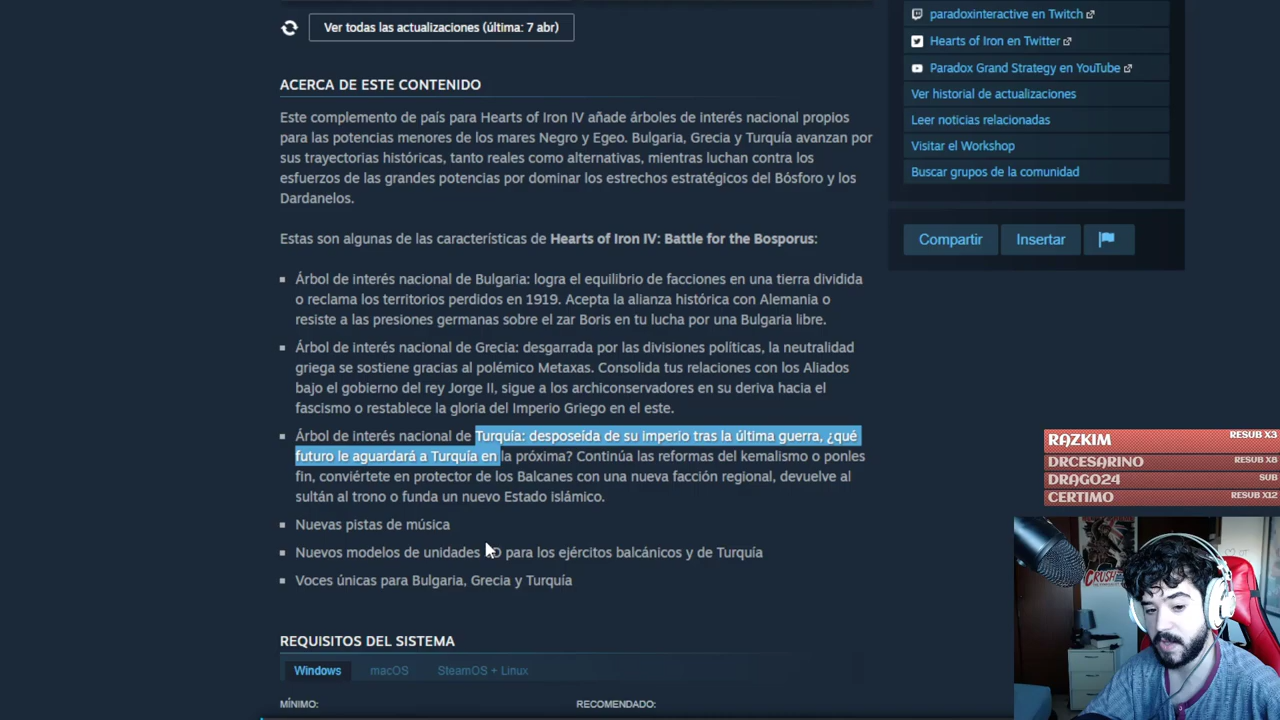 Ver todas las actualizaciones (última: 7 abr)
ACERCA DE ESTE CONTENIDO
Este complemento de país para Hearts of Iron IV añade árboles de interés nacional propios
para las potencias menores de los mares Negro y Egeo. Bulgaria, Grecia y Turquía avanzan por
sus trayectorias históricas, tanto reales como alternativas, mientras luchan contra los
esfuerzos de las grandes potencias por dominar los estrechos estratégicos del Bósforo y los
Dardanelos.
Estas son algunas de las características de Hearts of Iron IV: Battle for the Bosporus:
Árbol de interés nacional de Bulgaria: logra el equilibrio de facciones en una tierra dividida
o reclama los territorios perdidos en 1919. Acepta la alianza histórica con Alemania o
resiste a las presiones germanas sobre el zar Boris en tu lucha por una Bulgaria libre.
Árbol de interés nacional de Grecia: desgarrada por las divisiones políticas, la neutralidad
griega se sostiene gracias al polémico Metaxas. Consolida tus relaciones con los Aliados
bajo el gobierno del rey Jorge II, sigue a los archiconservadores en su deriva hacia el
fascismo o restablece la gloria del Imperio Griego en el este.
Árbol de interés nacional de Turquía: desposeída de su imperio tras la última guerra, ¿qué
futuro le aguardará a Turquía en la próxima? Continúa las reformas del kemalismo o ponles
fin, conviértete en protector de los Balcanes con una nueva facción regional, devuelve al
sultán al trono o funda un nuevo Estado islámico.
Nuevas pistas de música
Nuevos modelos de unidades D para los ejércitos balcánicos y de Turquía
Voces únicas para Bulgaria, Grecia y Turquía
REQUISITOS DEL SISTEMA
Windows macOS SteamOS + Linux
MÍNIMO: RECOMENDADO:
paradoxinteractive en Twitch
Hearts of Iron en Twitter
Paradox Grand Strategy en YouTube
Ver historial de actualizaciones
Leer noticias relacionadas
Visitar el Workshop
Buscar grupos de la comunidad
Compartir Insertar
RAZKIM RESUB X3
DRCESARINO RESUB X8
DRAGO24 SUB
CERTIMO RESUB X12